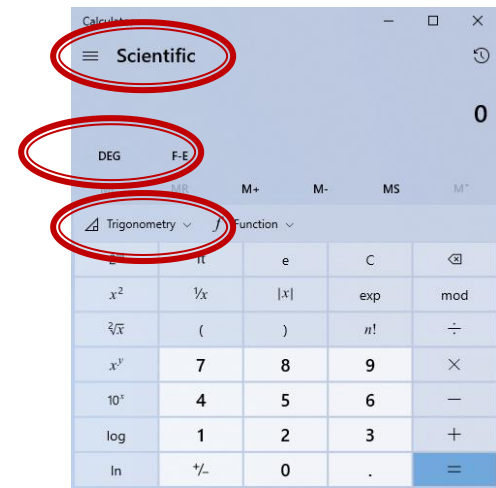 Calculator
Scientific
0
DEG F-E
MR M+ M- MS M˅
Trigonometry Function
π e C
x² ¹/x |x| exp mod
²√x ( ) n! ÷
xʸ 7 8 9 ×
10ˣ 4 5 6 −
log 1 2 3 +
ln +/− 0 . =